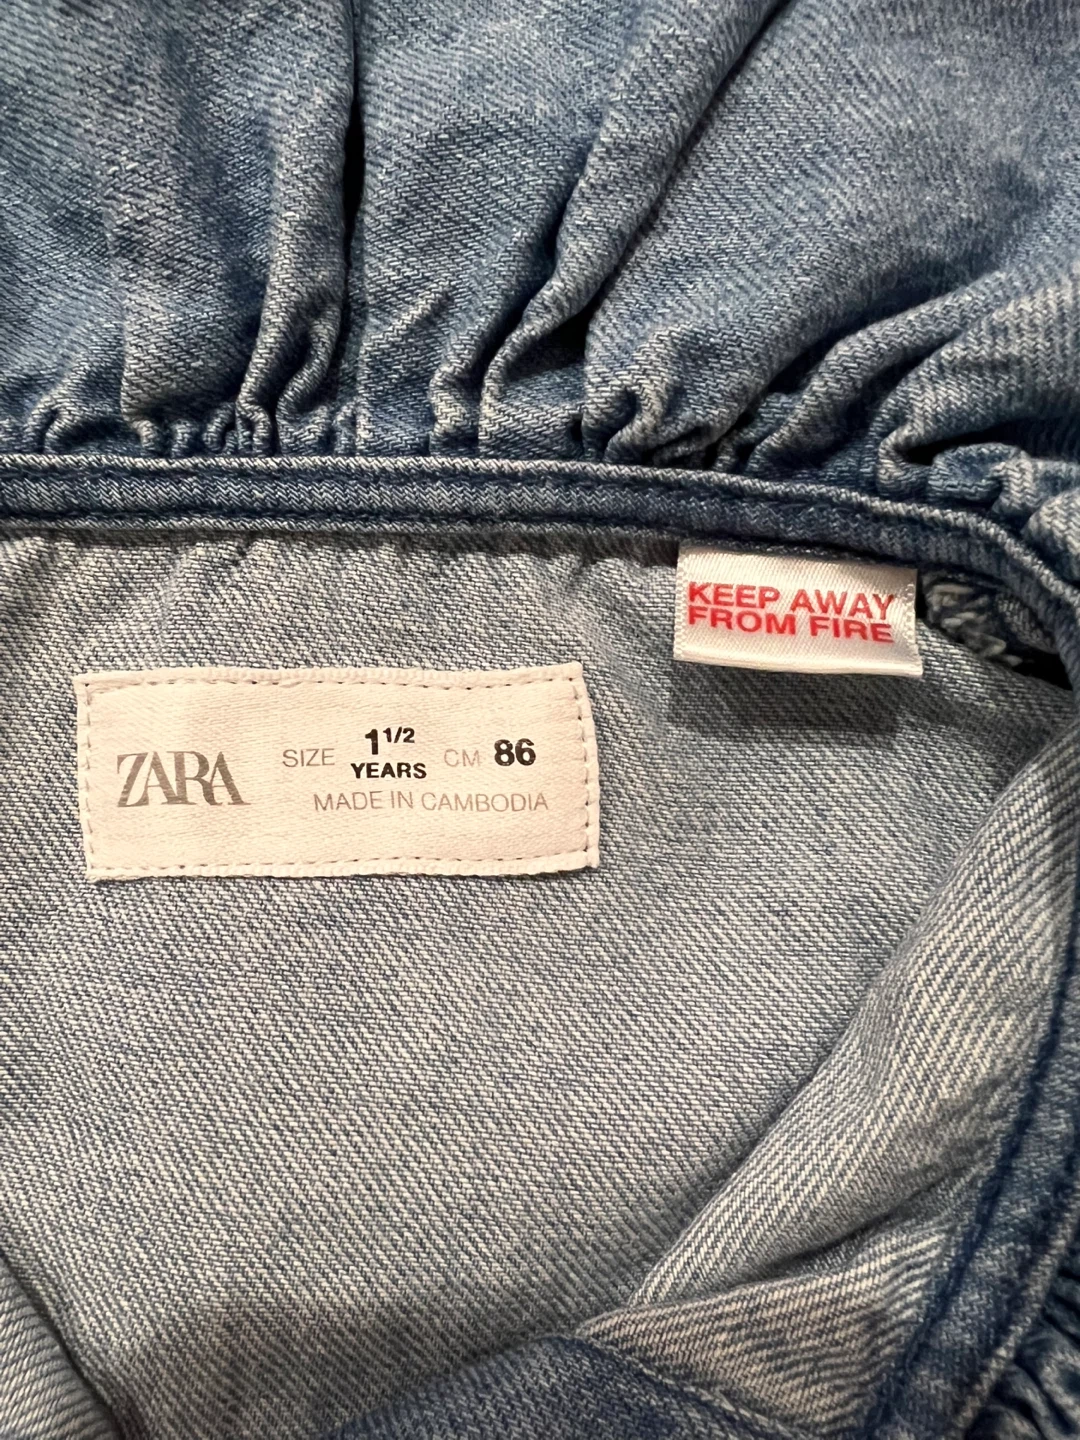 KEEP AWAY
FROM FIRE
ZARA SIZE 1 1/2 YEARS CM 86
MADE IN CAMBODIA